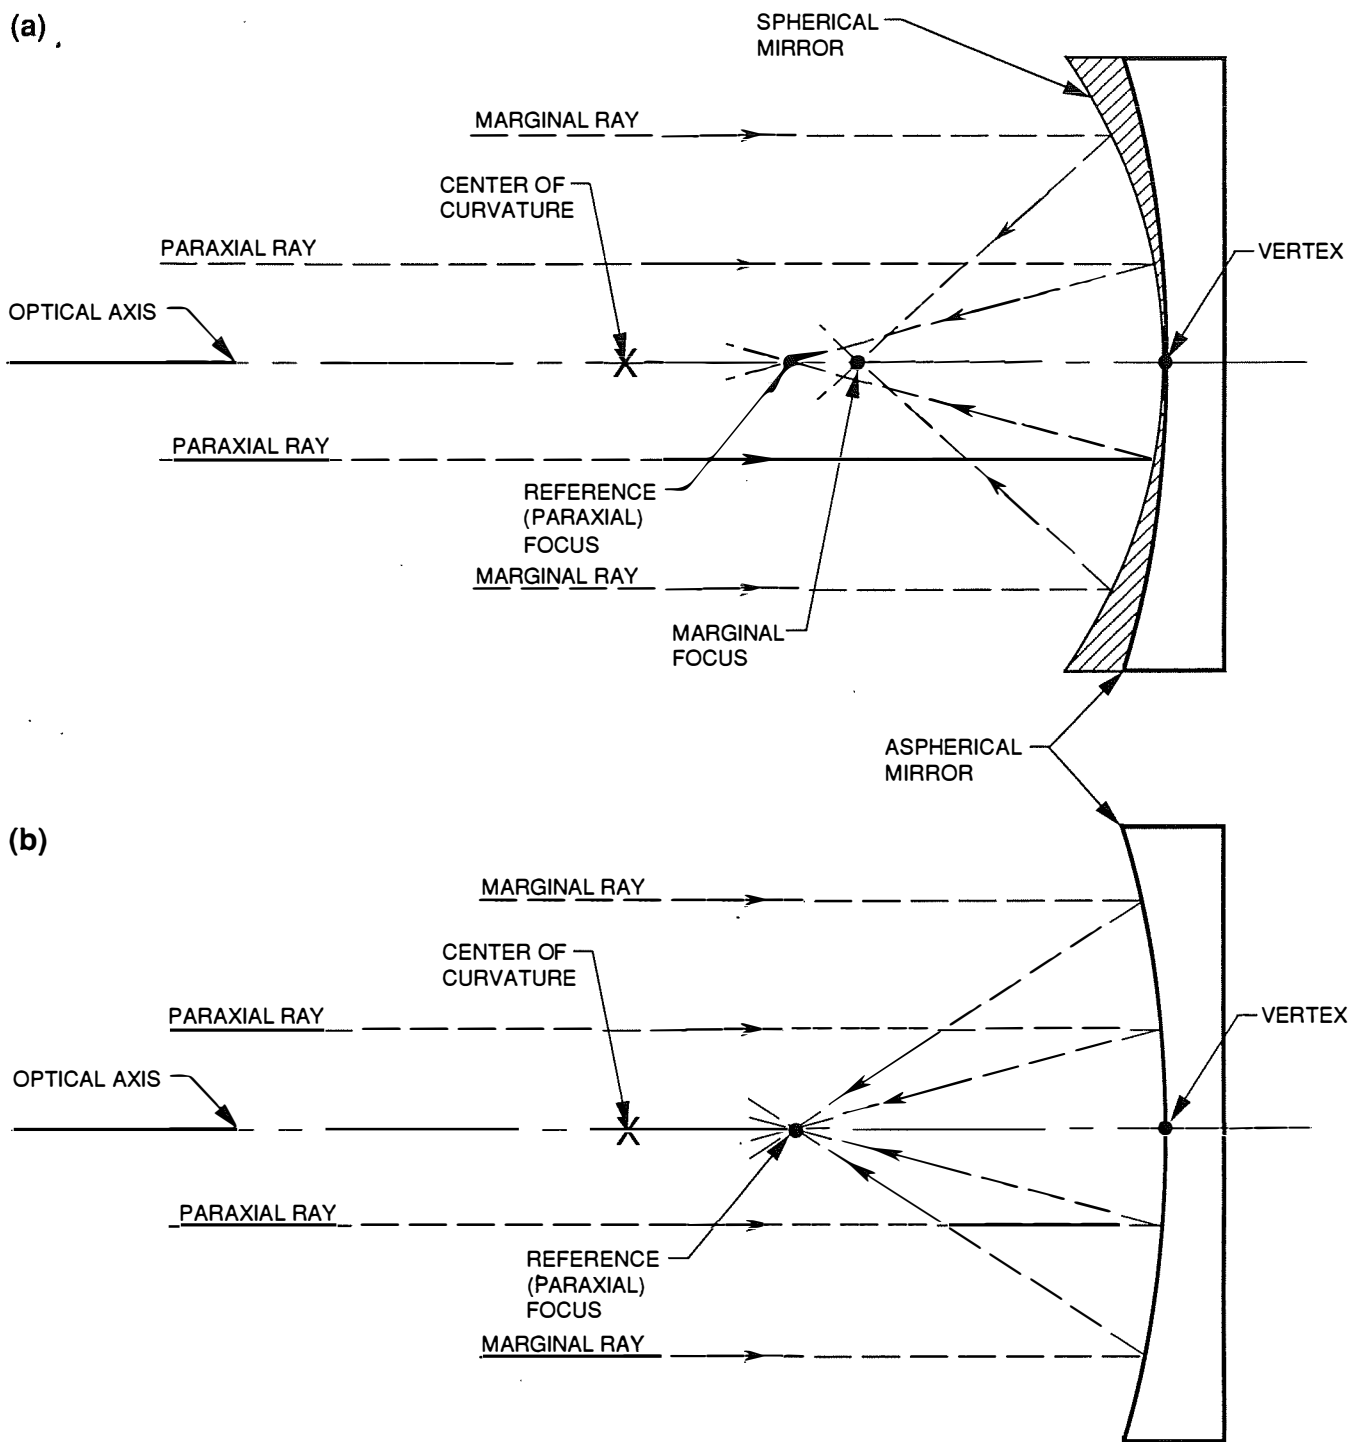 (a)
SPHERICAL
MIRROR
MARGINAL RAY
CENTER OF
CURVATURE
PARAXIAL RAY
VERTEX
OPTICAL AXIS
X
PARAXIAL RAY
REFERENCE
(PARAXIAL)
FOCUS
MARGINAL RAY
MARGINAL
FOCUS
ASPHERICAL
MIRROR
(b)
MARGINAL RAY
CENTER OF
CURVATURE
PARAXIAL RAY
VERTEX
OPTICAL AXIS
X
PARAXIAL RAY
REFERENCE
(PARAXIAL)
FOCUS
MARGINAL RAY